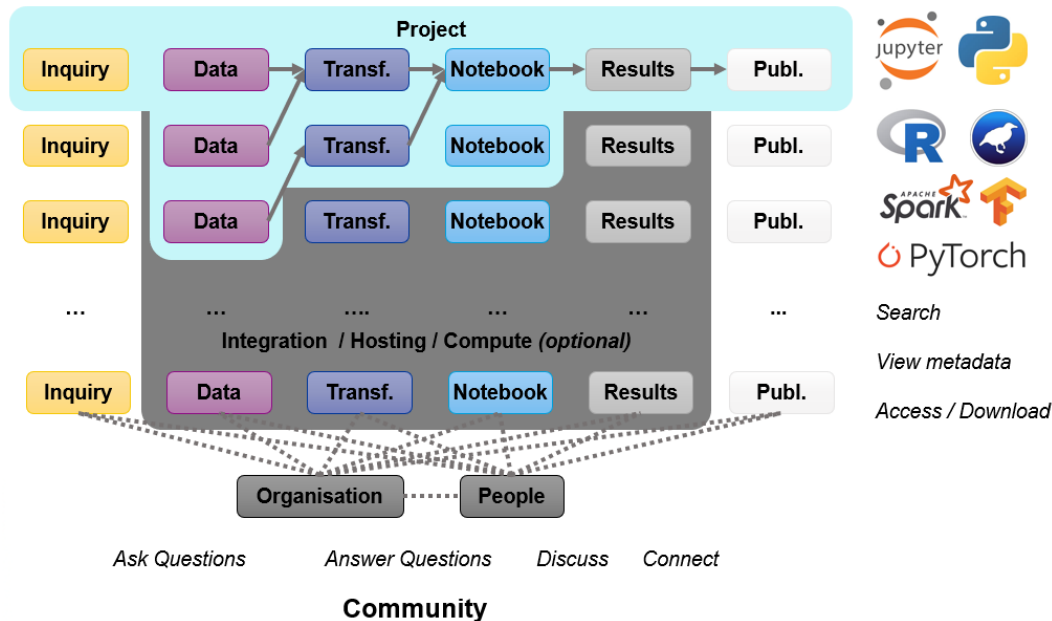 Project
Inquiry Data Transf. Notebook Results Publ.
Inquiry Data Transf. Notebook Results Publ.
Inquiry Data Transf. Notebook Results Publ.
... ... .... ... ... ...
Integration / Hosting / Compute (optional)
Inquiry Data Transf. Notebook Results Publ.
Organisation People
Ask Questions Answer Questions Discuss Connect
Community
jupyter
R
APACHE
Spark™
PyTorch
Search
View metadata
Access / Download